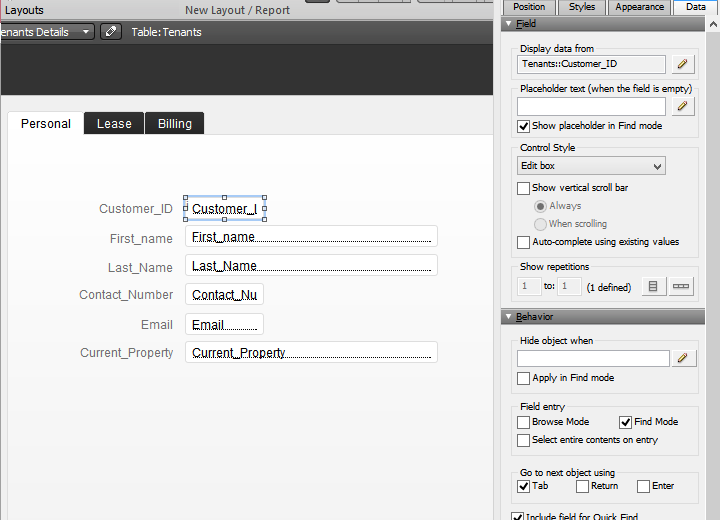 Layouts
New Layout / Report
enants Details
Table: Tenants
Personal
Lease
Billing
Customer_ID
Customer_I
First_name
First_name
Last_Name
Last_Name
Contact_Number
Contact_Nu
Email
Email
Current_Property
Current_Property
Position
Styles
Appearance
Data
Field
Display data from
Tenants::Customer_ID
Placeholder text (when the field is empty)
Show placeholder in Find mode
Control Style
Edit box
Show vertical scroll bar
Always
When scrolling
Auto-complete using existing values
Show repetitions
1 to: 1 (1 defined)
Behavior
Hide object when
Apply in Find mode
Field entry
Browse Mode
Find Mode
Select entire contents on entry
Go to next object using
Tab
Return
Enter
Include field for Quick Find